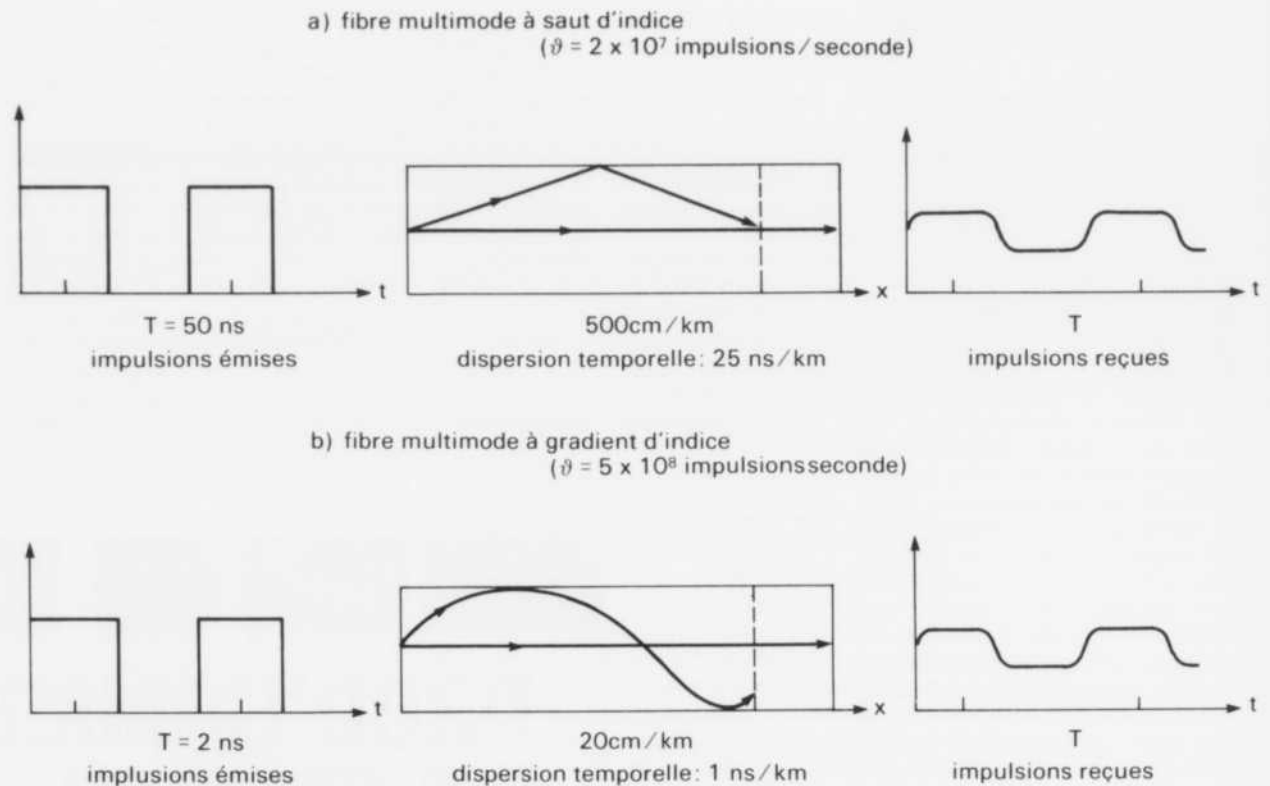 a) fibre multimode à saut d'indice
(ϑ = 2 x 10⁷ impulsions/seconde)
t
x
t
T = 50 ns
500cm/km
T
impulsions émises
dispersion temporelle: 25 ns/km
impulsions reçues
b) fibre multimode à gradient d'indice
(ϑ = 5 x 10⁸ impulsionsseconde)
t
x
t
T = 2 ns
20cm/km
T
implusions émises
dispersion temporelle: 1 ns/km
impulsions reçues